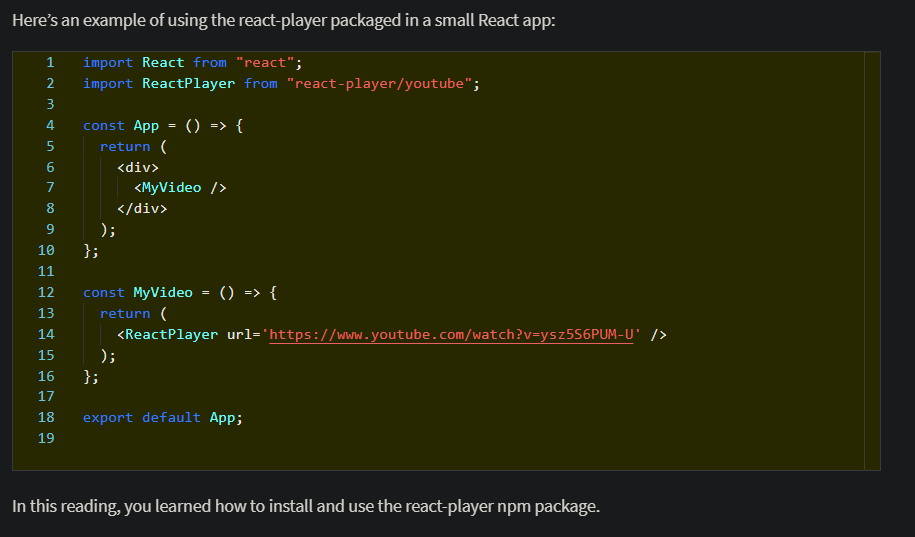 Here’s an example of using the react-player packaged in a small React app:
1 import React from "react";
2 import ReactPlayer from "react-player/youtube";
3
4 const App = () => {
5 return (
6 <div>
7 <MyVideo />
8 </div>
9 );
10 };
11
12 const MyVideo = () => {
13 return (
14 <ReactPlayer url='https://www.youtube.com/watch?v=ysz5S6PUM-U' />
15 );
16 };
17
18 export default App;
19
In this reading, you learned how to install and use the react-player npm package.